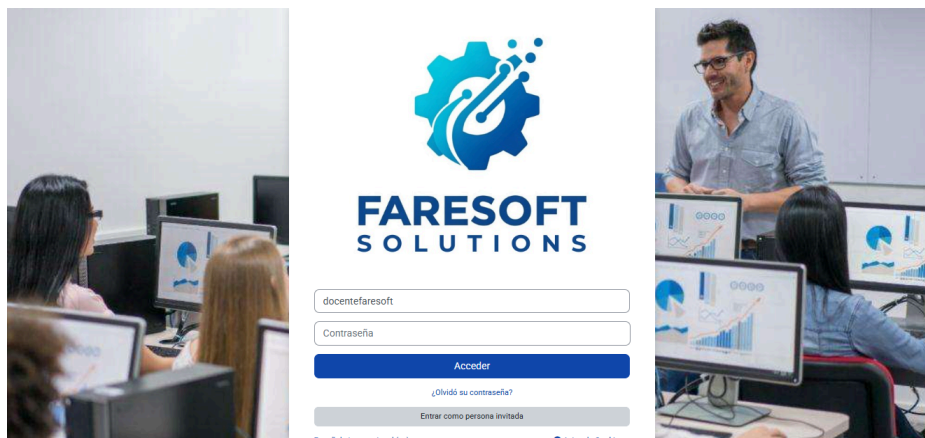 FARESOFT
SOLUTIONS
docentefaresoft
Contraseña
Acceder
¿Olvidó su contraseña?
Entrar como persona invitada